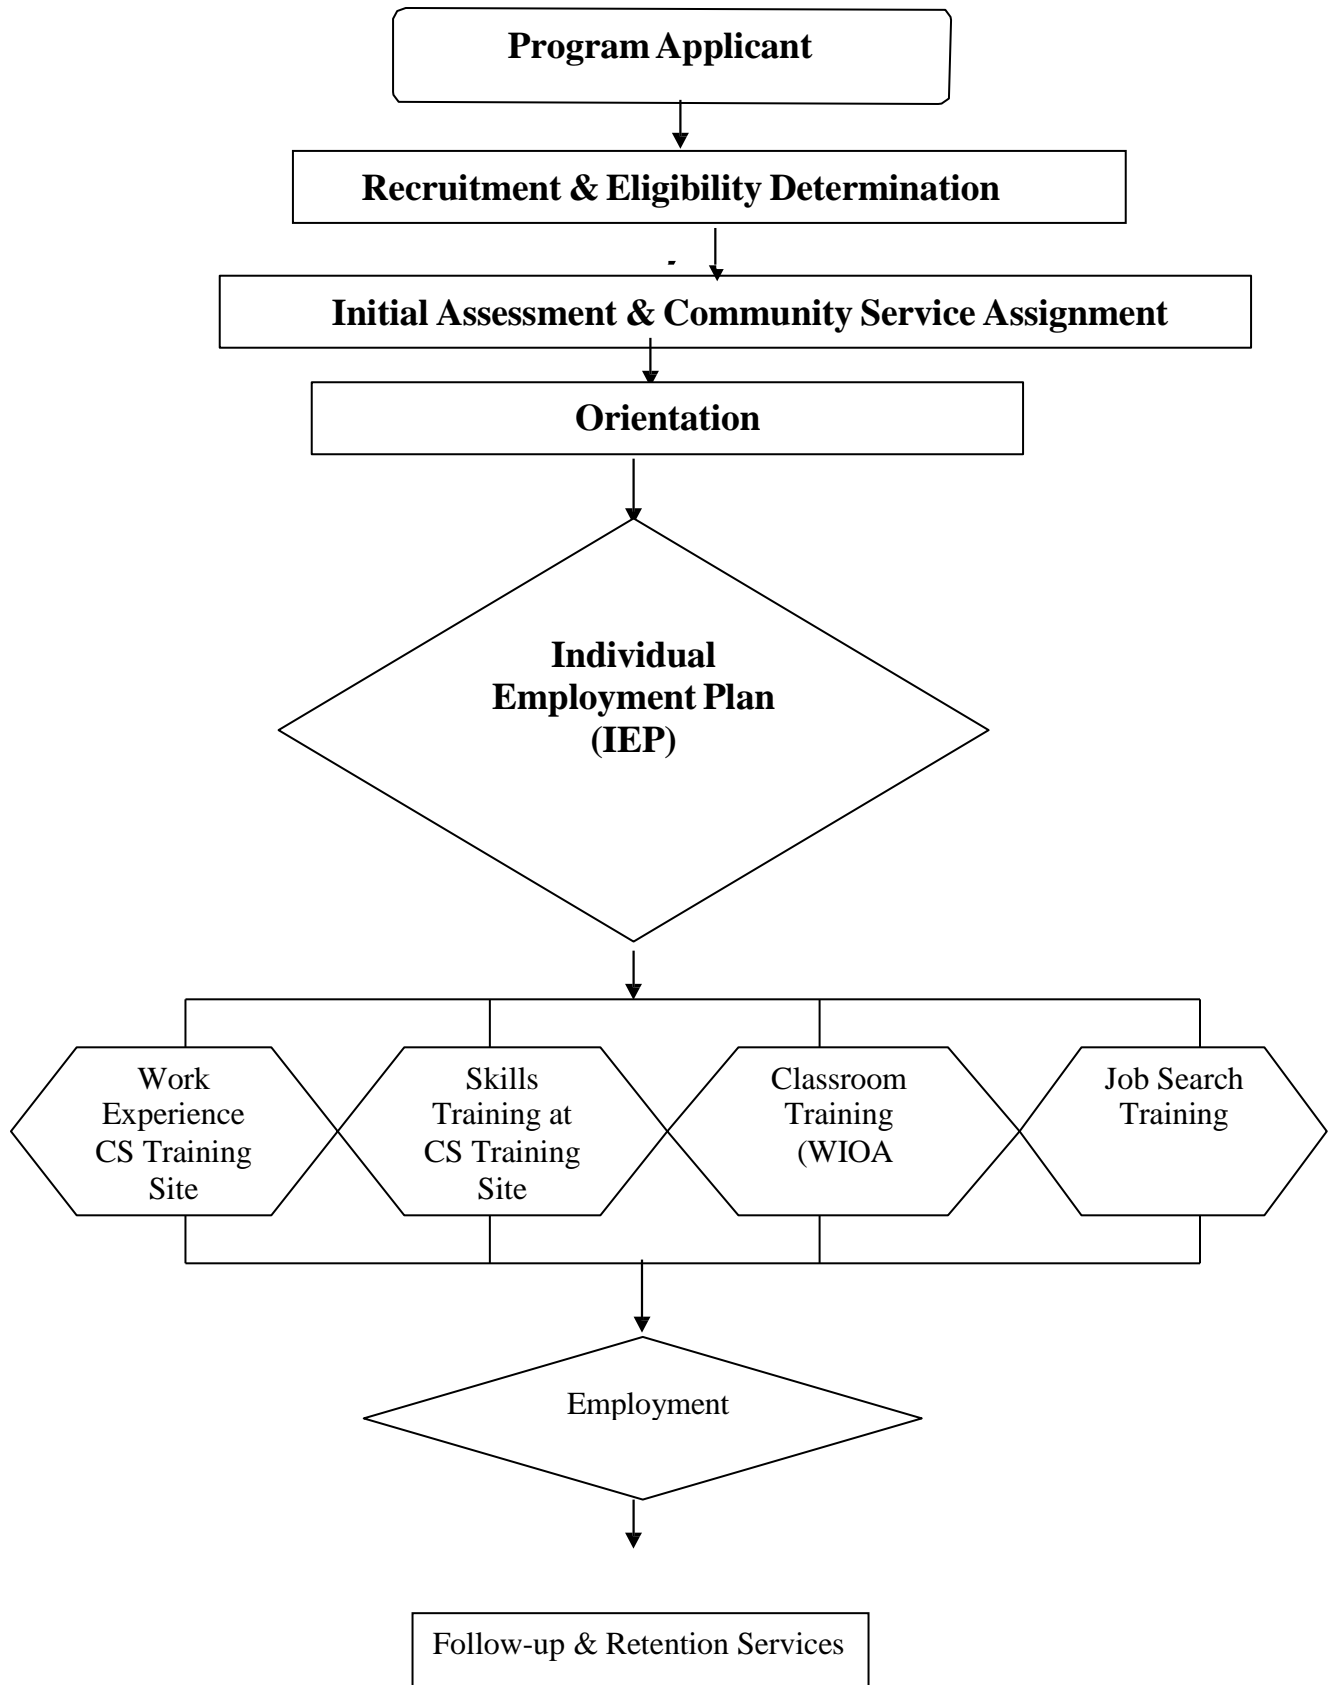 Program Applicant
Recruitment & Eligibility Determination
Initial Assessment & Community Service Assignment
Orientation
Individual
Employment Plan
(IEP)
Work
Experience
CS Training
Site
Skills
Training at
CS Training
Site
Classroom
Training
(WIOA
Job Search
Training
Employment
Follow-up & Retention Services